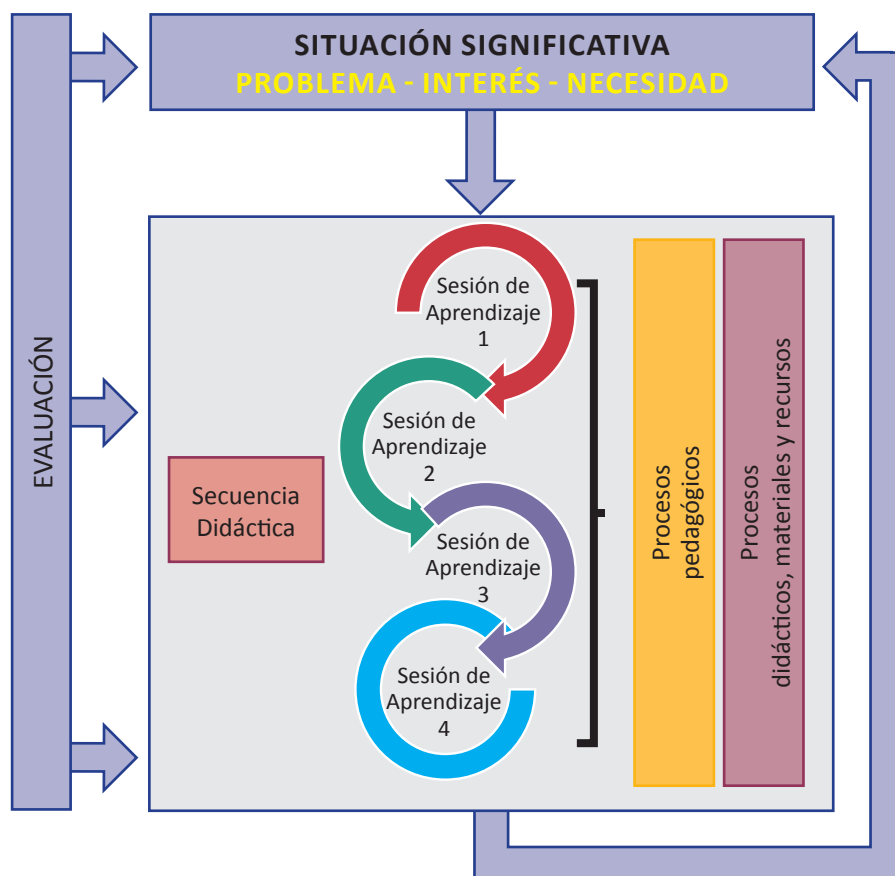 SITUACIÓN SIGNIFICATIVA
PROBLEMA - INTERÉS - NECESIDAD
EVALUACIÓN
Secuencia
Didáctica
Sesión de
Aprendizaje
1
Sesión de
Aprendizaje
2
Sesión de
Aprendizaje
3
Sesión de
Aprendizaje
4
Procesos
pedagógicos
Procesos
didácticos, materiales y recursos